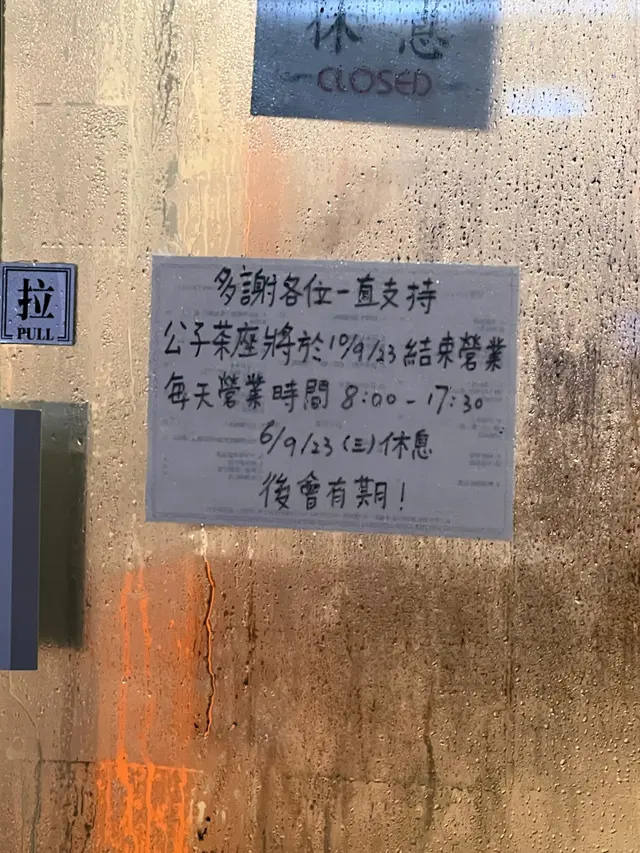 休息
CLOSED
拉
PULL
多謝各位一直支持
公子茶座將於10/9/23結束營業
每天營業時間 8:00-17:30
6/9/23 (三)休息
後會有期!